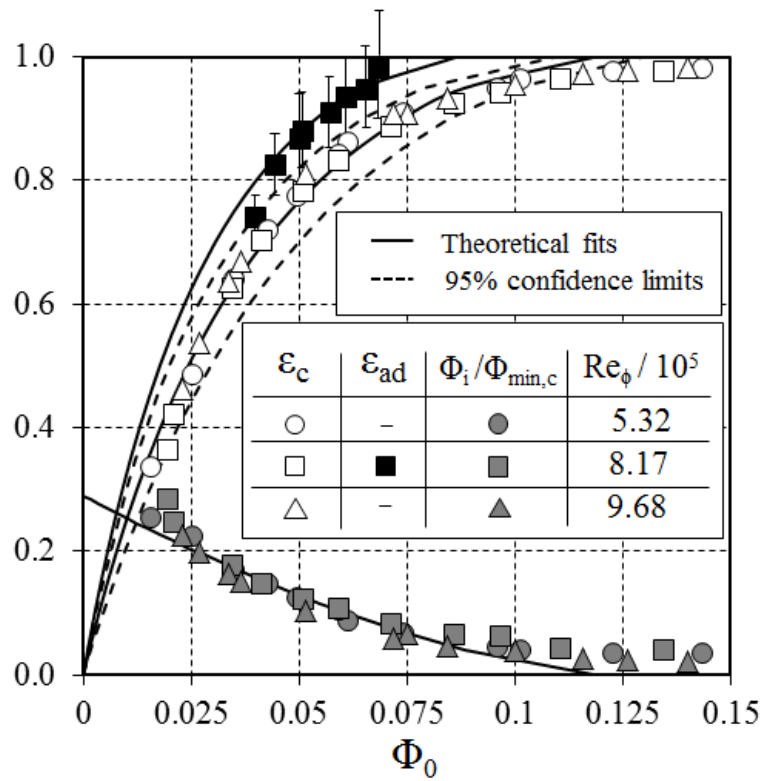 1.0
0.8
0.6
0.4
0.2
0.0
Theoretical fits
95% confidence limits
εc εad Φi /Φmin,c Reϕ / 10⁵
– 5.32
8.17
– 9.68
0 0.025 0.05 0.075 0.1 0.125 0.15
Φ0